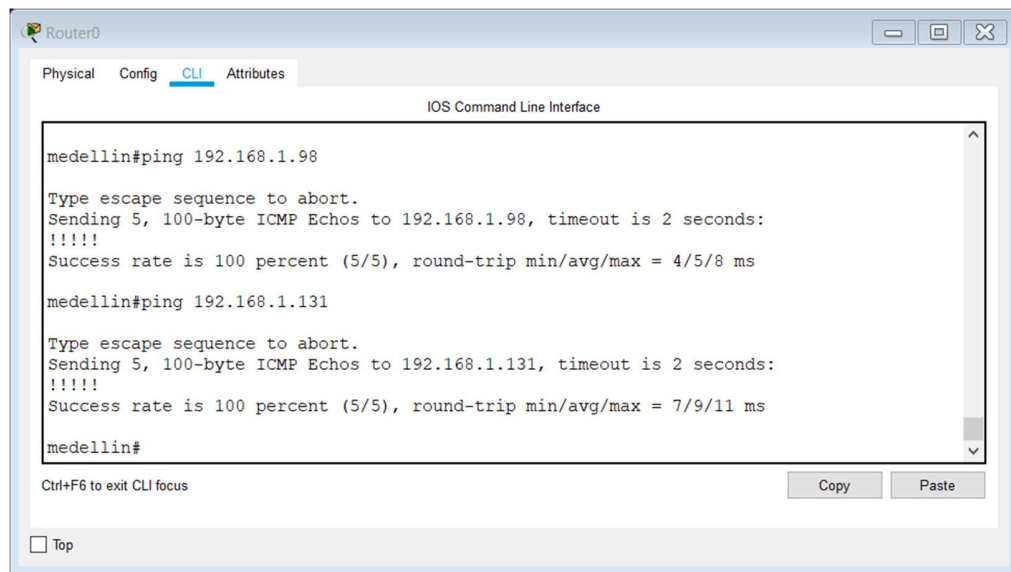 Router0
Physical Config CLI Attributes
IOS Command Line Interface
medellin#ping 192.168.1.98
Type escape sequence to abort.
Sending 5, 100-byte ICMP Echos to 192.168.1.98, timeout is 2 seconds:
!!!!!
Success rate is 100 percent (5/5), round-trip min/avg/max = 4/5/8 ms
medellin#ping 192.168.1.131
Type escape sequence to abort.
Sending 5, 100-byte ICMP Echos to 192.168.1.131, timeout is 2 seconds:
!!!!!
Success rate is 100 percent (5/5), round-trip min/avg/max = 7/9/11 ms
medellin#
Ctrl+F6 to exit CLI focus
Copy Paste
Top